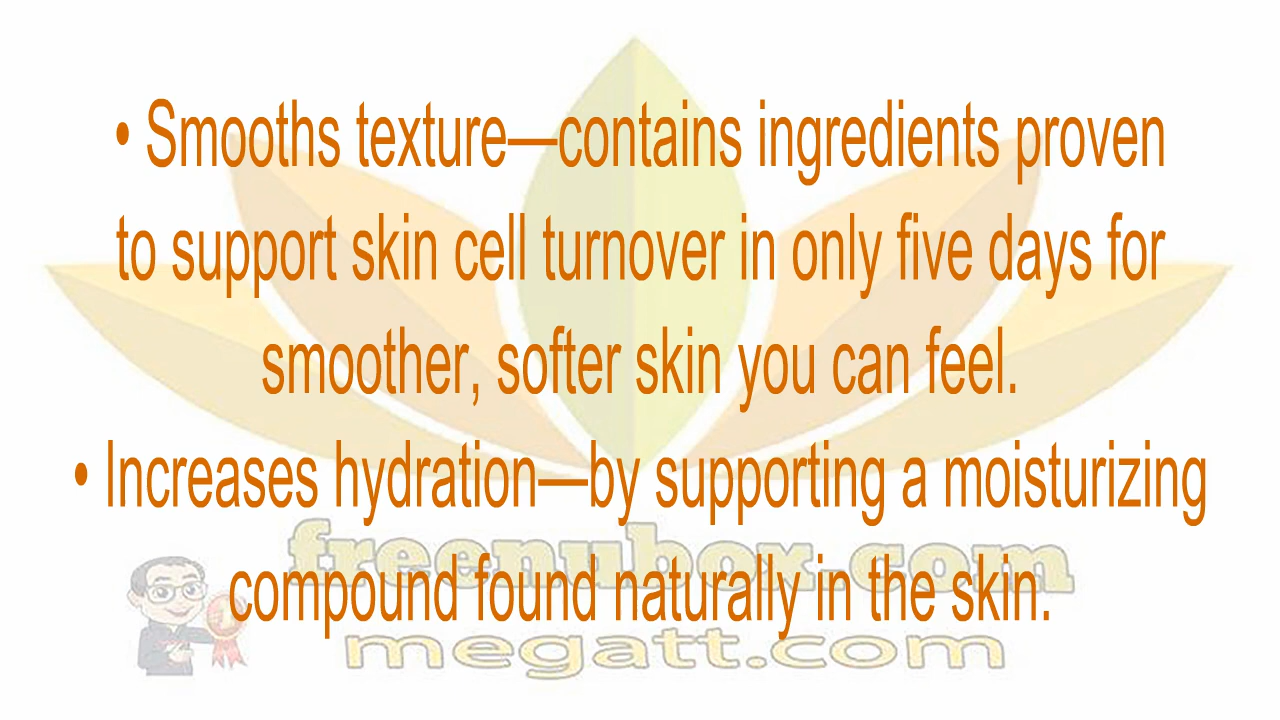 • Smooths texture—contains ingredients proven
to support skin cell turnover in only five days for
smoother, softer skin you can feel.
• Increases hydration—by supporting a moisturizing
freenubox.com
compound found naturally in the skin.
megatt.com